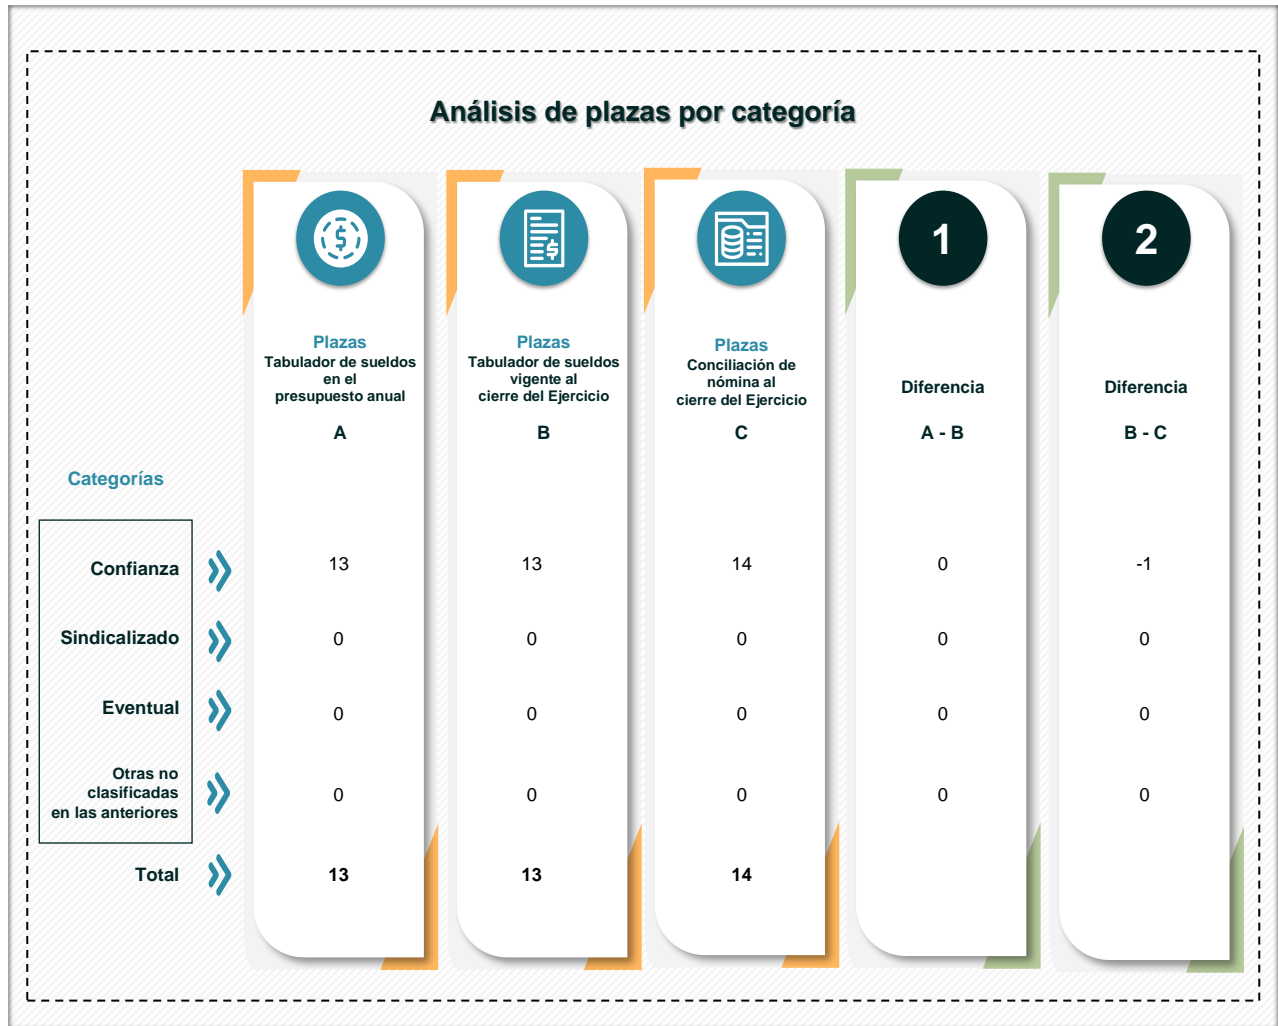 Análisis de plazas por categoría
1
2
Plazas
Tabulador de sueldos
en el
presupuesto anual
A
Plazas
Tabulador de sueldos
vigente al
cierre del Ejercicio
B
Plazas
Conciliación de
nómina al
cierre del Ejercicio
C
Diferencia
A - B
Diferencia
B - C
Categorías
Confianza 13 13 14 0 -1
Sindicalizado 0 0 0 0 0
Eventual 0 0 0 0 0
Otras no
clasificadas
en las anteriores 0 0 0 0 0
Total 13 13 14